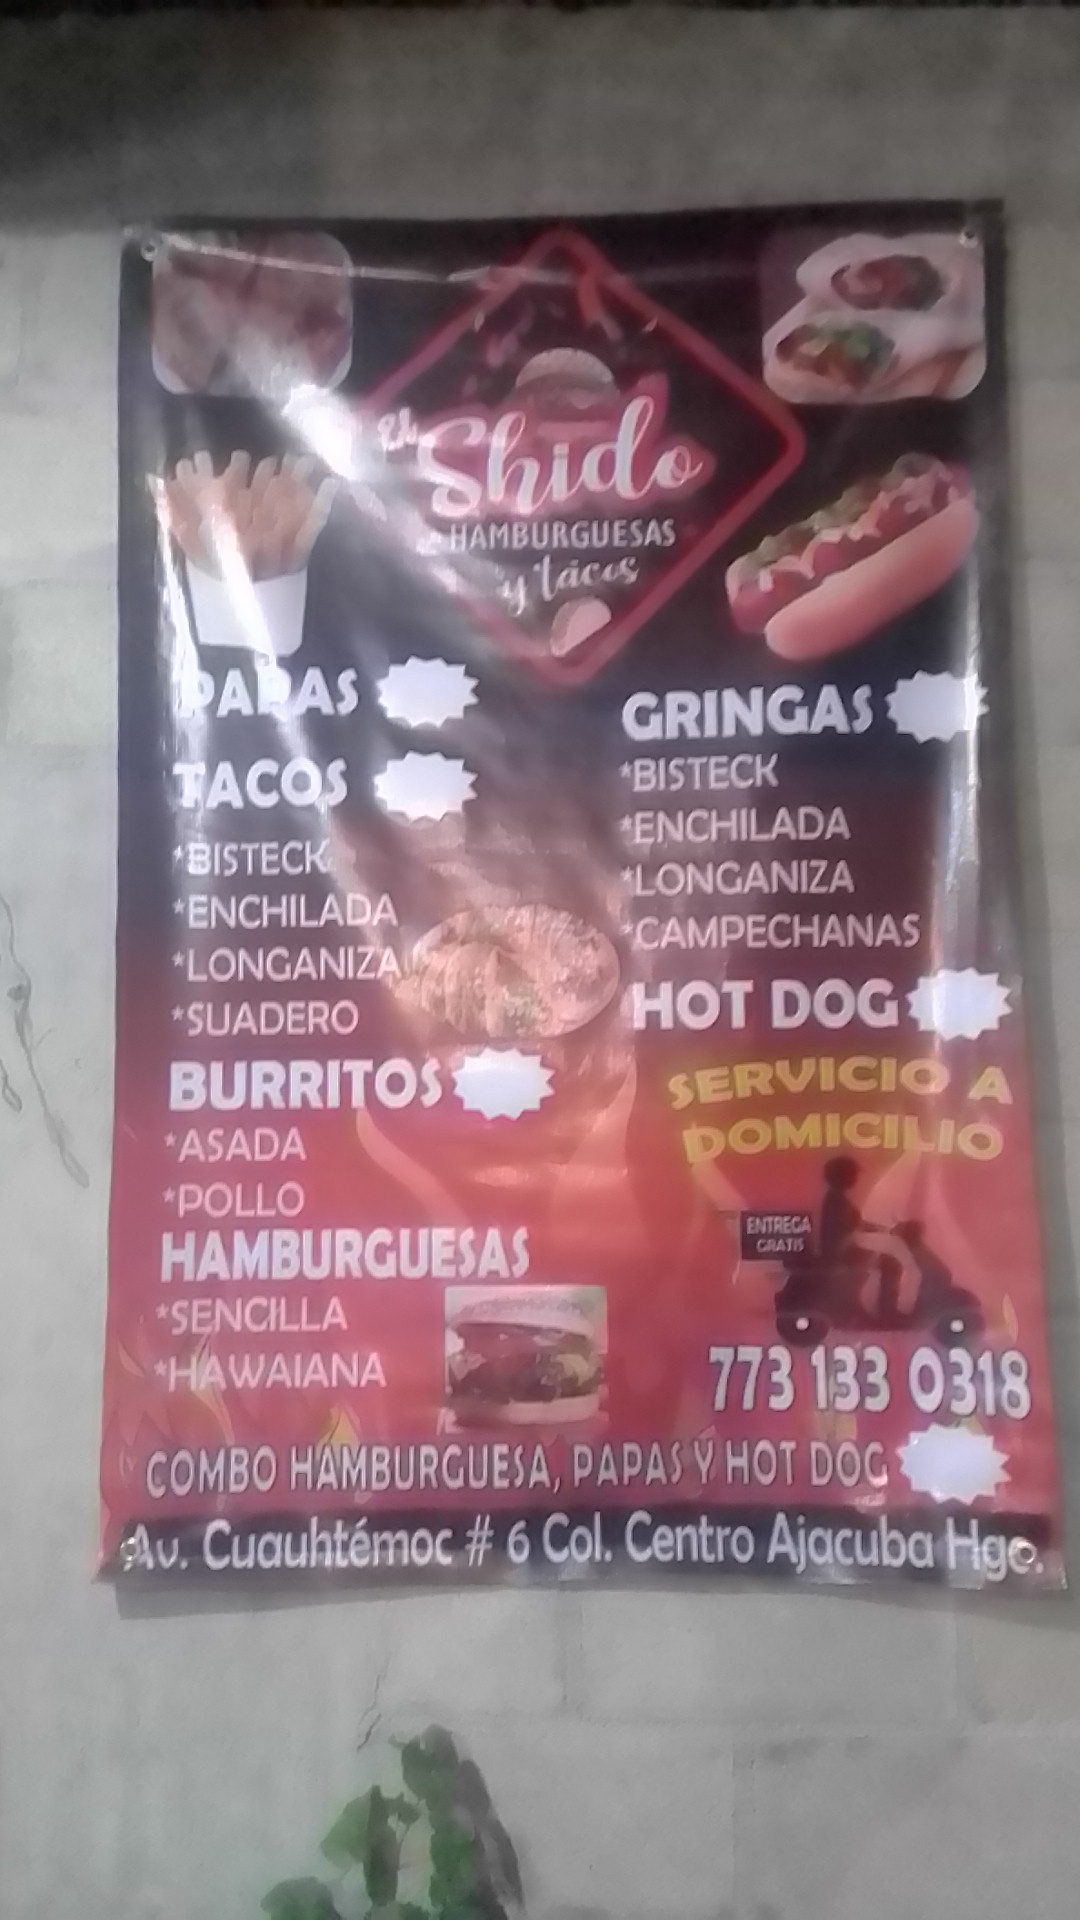 El
Shido
HAMBURGUESAS
y tacos
PAPAS
TACOS
*BISTECK
*ENCHILADA
*LONGANIZA
*SUADERO
BURRITOS
*ASADA
*POLLO
HAMBURGUESAS
*SENCILLA
*HAWAIANA
GRINGAS
*BISTECK
*ENCHILADA
*LONGANIZA
*CAMPECHANAS
HOT DOG
SERVICIO A
DOMICILIO
ENTREGA
GRATIS
773 133 0318
COMBO HAMBURGUESA, PAPAS Y HOT DOG
Av. Cuauhtémoc # 6 Col. Centro Ajacuba Hgo.